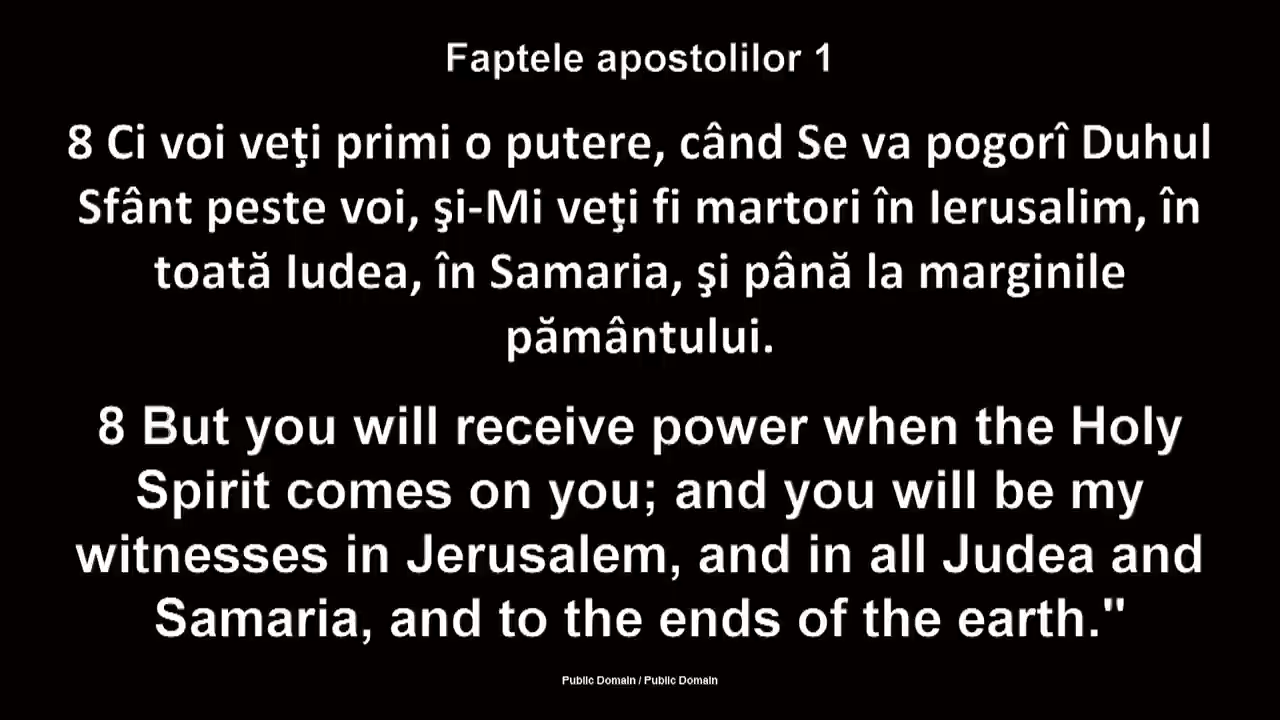 Faptele apostolilor 1
8 Ci voi veţi primi o putere, când Se va pogorî Duhul
Sfânt peste voi, şi-Mi veţi fi martori în Ierusalim, în
toată Iudea, în Samaria, şi până la marginile
pământului.
8 But you will receive power when the Holy
Spirit comes on you; and you will be my
witnesses in Jerusalem, and in all Judea and
Samaria, and to the ends of the earth."
Public Domain / Public Domain